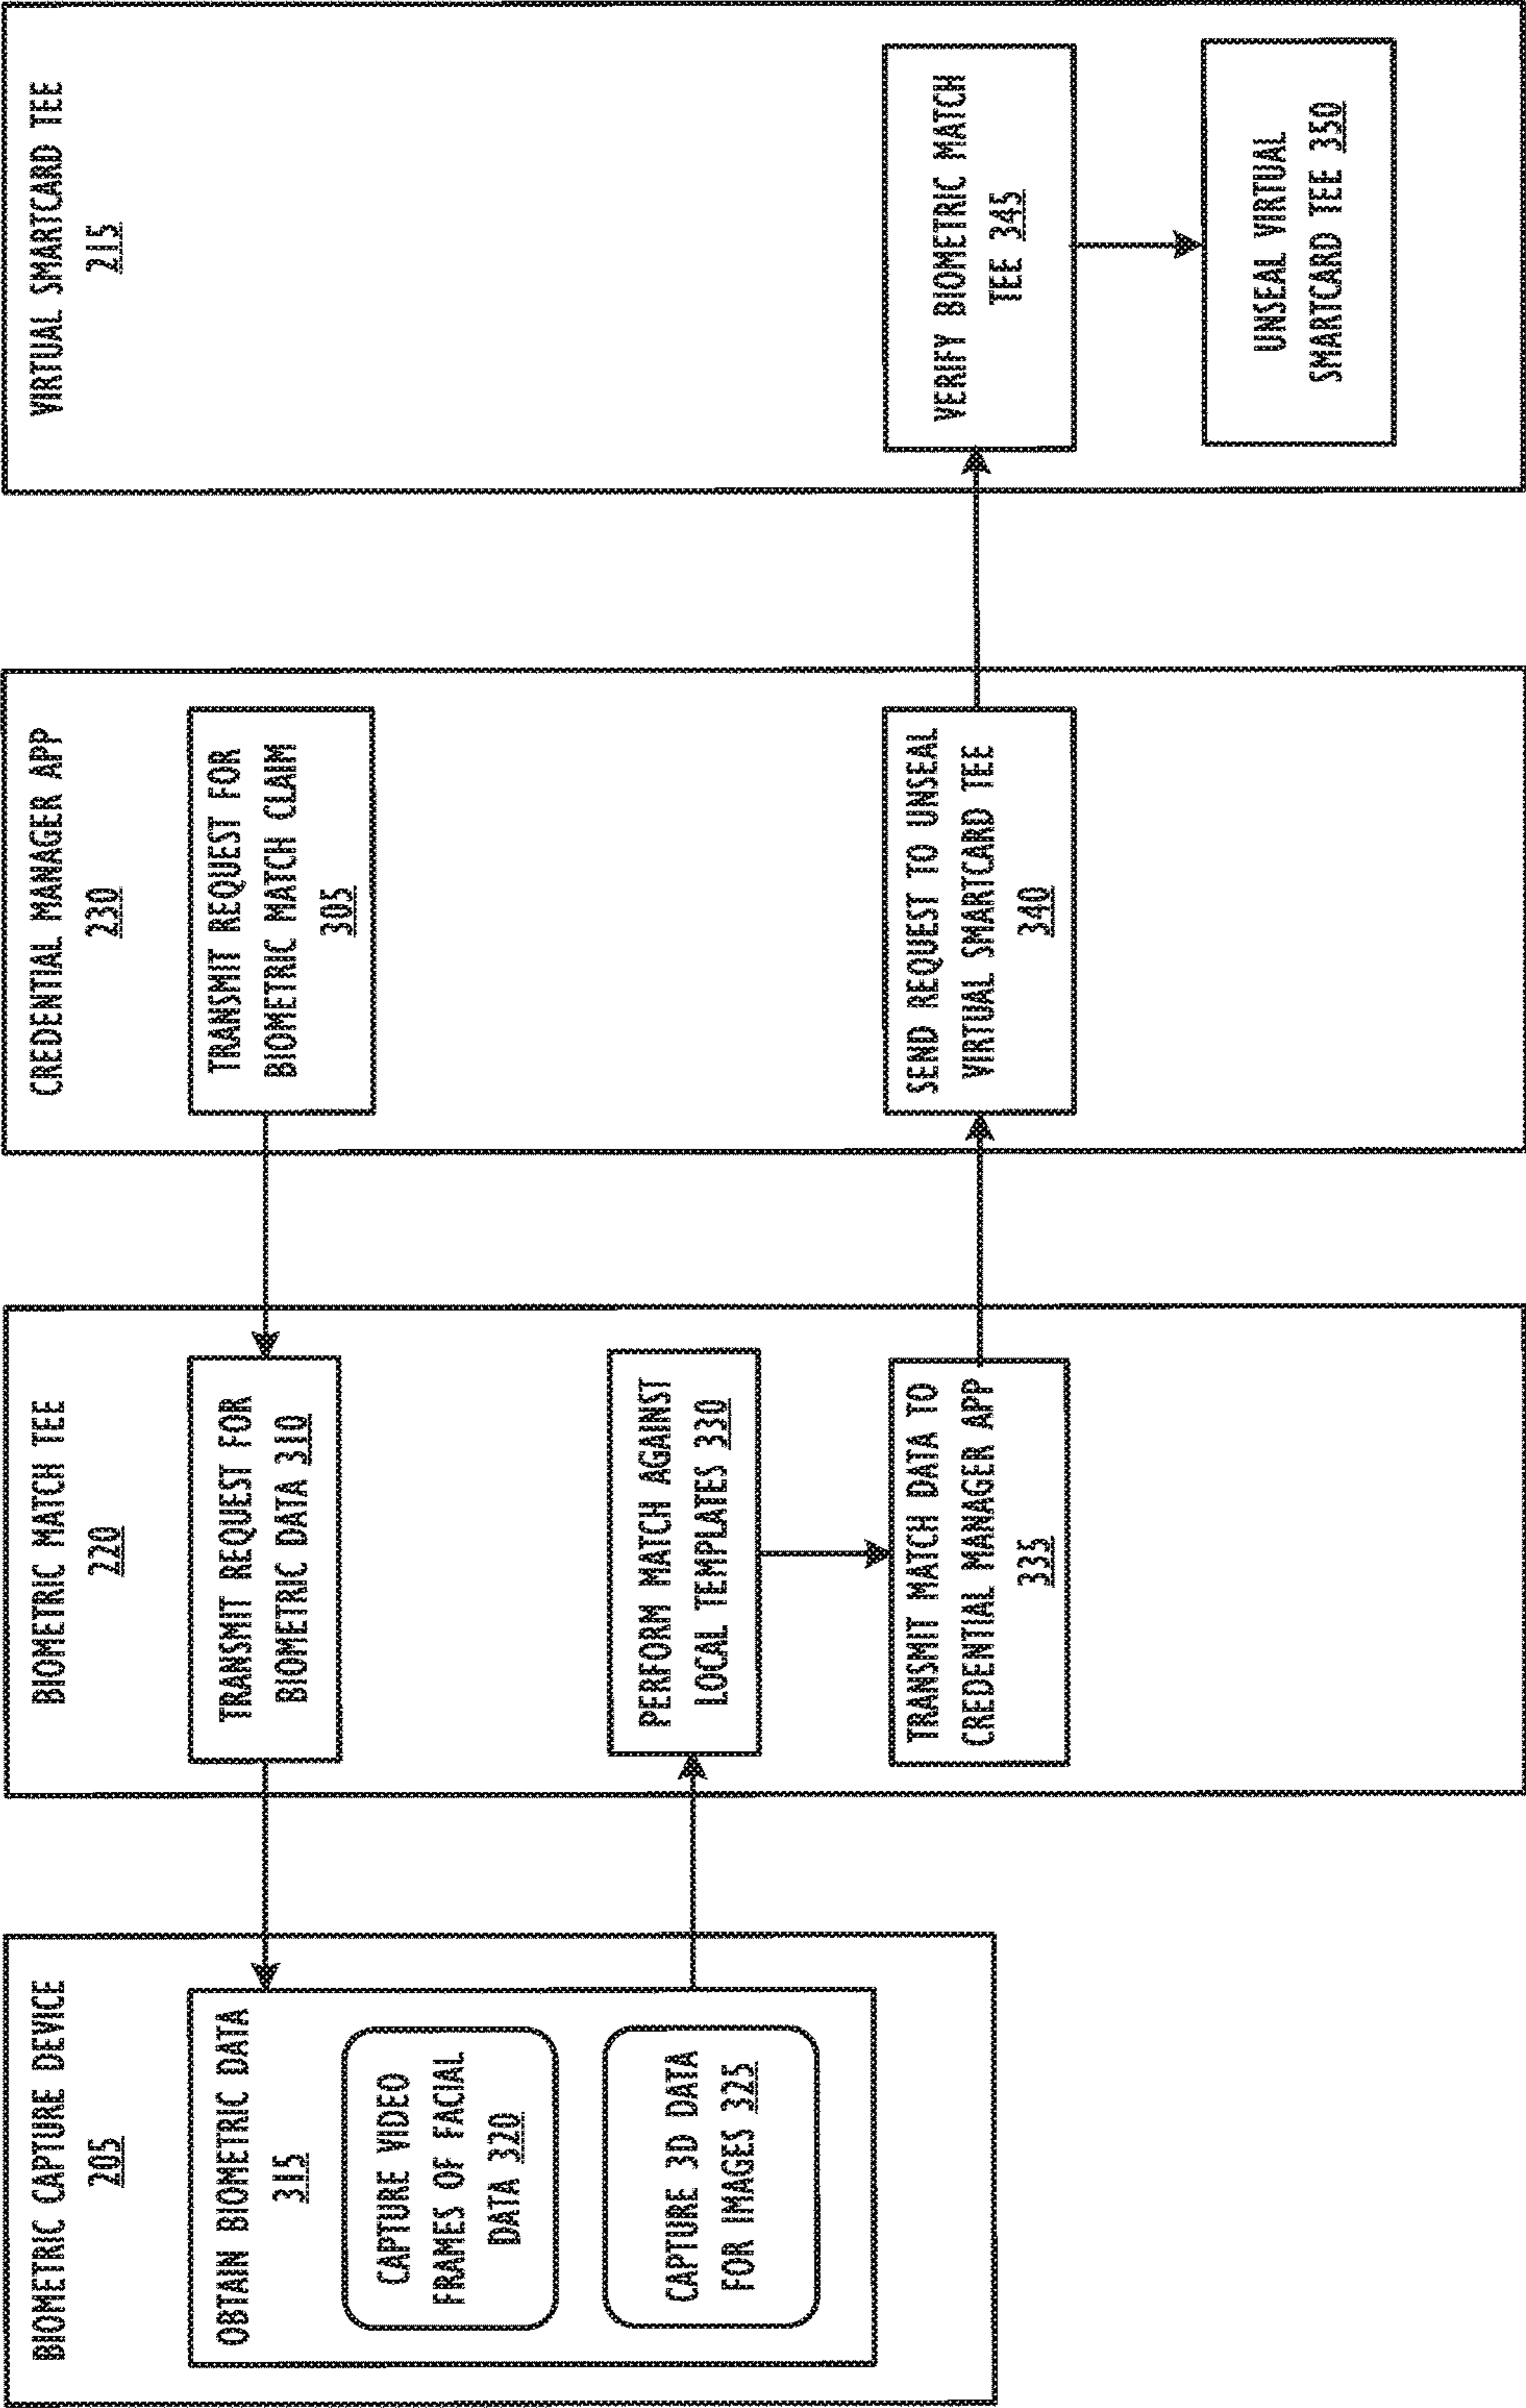 BIOMETRIC CAPTURE DEVICE
205
OBTAIN BIOMETRIC DATA
315
CAPTURE VIDEO
FRAMES OF FACIAL
DATA 320
CAPTURE 3D DATA
FOR IMAGES 325
BIOMETRIC MATCH TEE
220
TRANSMIT REQUEST FOR
BIOMETRIC DATA 310
PERFORM MATCH AGAINST
LOCAL TEMPLATES 330
TRANSMIT MATCH DATA TO
CREDENTIAL MANAGER APP
335
CREDENTIAL MANAGER APP
230
TRANSMIT REQUEST FOR
BIOMETRIC MATCH CLAIM
305
SEND REQUEST TO UNSEAL
VIRTUAL SMARTCARD TEE
340
VIRTUAL SMARTCARD TEE
215
VERIFY BIOMETRIC MATCH
TEE 345
UNSEAL VIRTUAL
SMARTCARD TEE 350